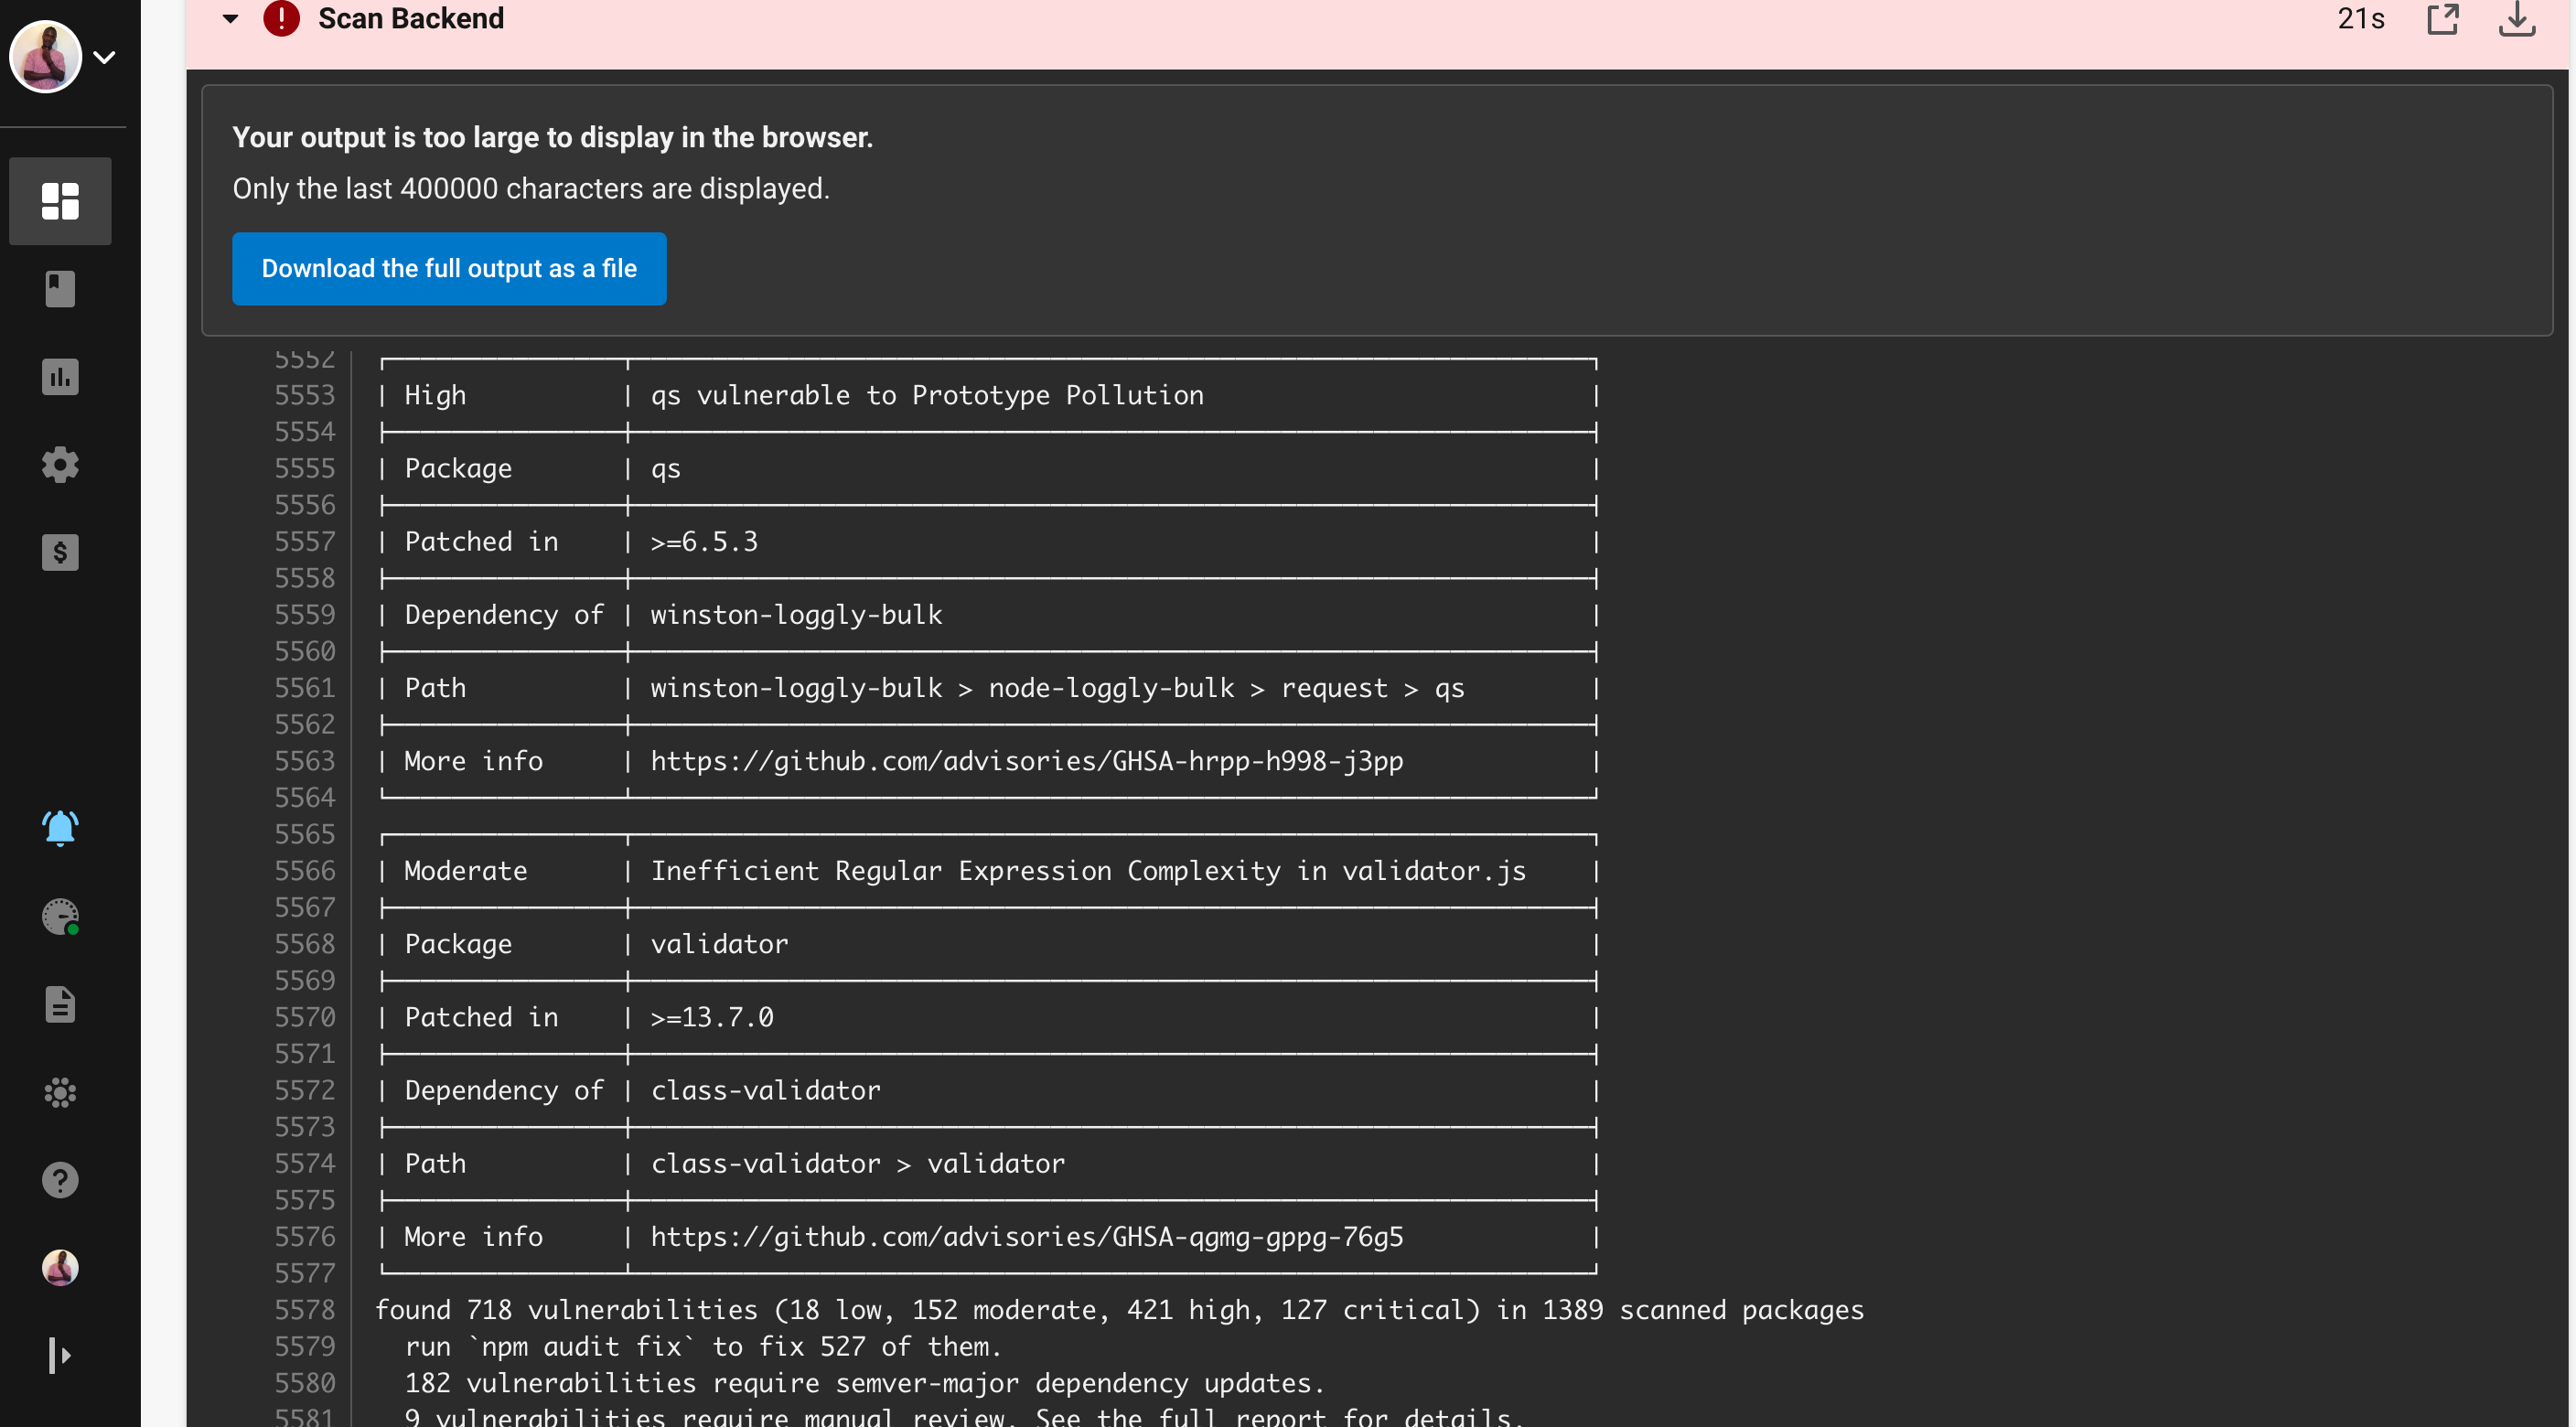 Scan Backend 21s
Your output is too large to display in the browser.
Only the last 400000 characters are displayed.
Download the full output as a file
5552
5553 | High | qs vulnerable to Prototype Pollution |
5554
5555 | Package | qs |
5556
5557 | Patched in | >=6.5.3 |
5558
5559 | Dependency of | winston-loggly-bulk |
5560
5561 | Path | winston-loggly-bulk > node-loggly-bulk > request > qs |
5562
5563 | More info | https://github.com/advisories/GHSA-hrpp-h998-j3pp |
5564
5565
5566 | Moderate | Inefficient Regular Expression Complexity in validator.js |
5567
5568 | Package | validator |
5569
5570 | Patched in | >=13.7.0 |
5571
5572 | Dependency of | class-validator |
5573
5574 | Path | class-validator > validator |
5575
5576 | More info | https://github.com/advisories/GHSA-qgmg-gppg-76g5 |
5577
5578 found 718 vulnerabilities (18 low, 152 moderate, 421 high, 127 critical) in 1389 scanned packages
5579 run `npm audit fix` to fix 527 of them.
5580 182 vulnerabilities require semver-major dependency updates.
5581 9 vulnerabilities require manual review. See the full report for details.